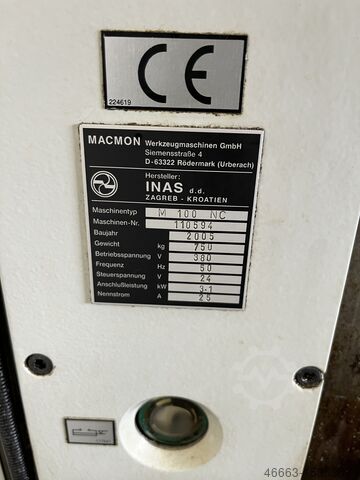 CE
224619
MACMON Werkzeugmaschinen GmbH
Siemensstraße 4
D-63322 Rödermark (Urberach)
Hersteller:
INAS d.d.
ZAGREB - KROATIEN
Maschinentyp M 100 NC
Maschinen-Nr. 110594
Baujahr 2005
Gewicht kg 750
Betriebsspannung V 380
Frequenz Hz 50
Steuerspannung V 24
Anschlußleistung kW 3-1
Nennstrom A 25